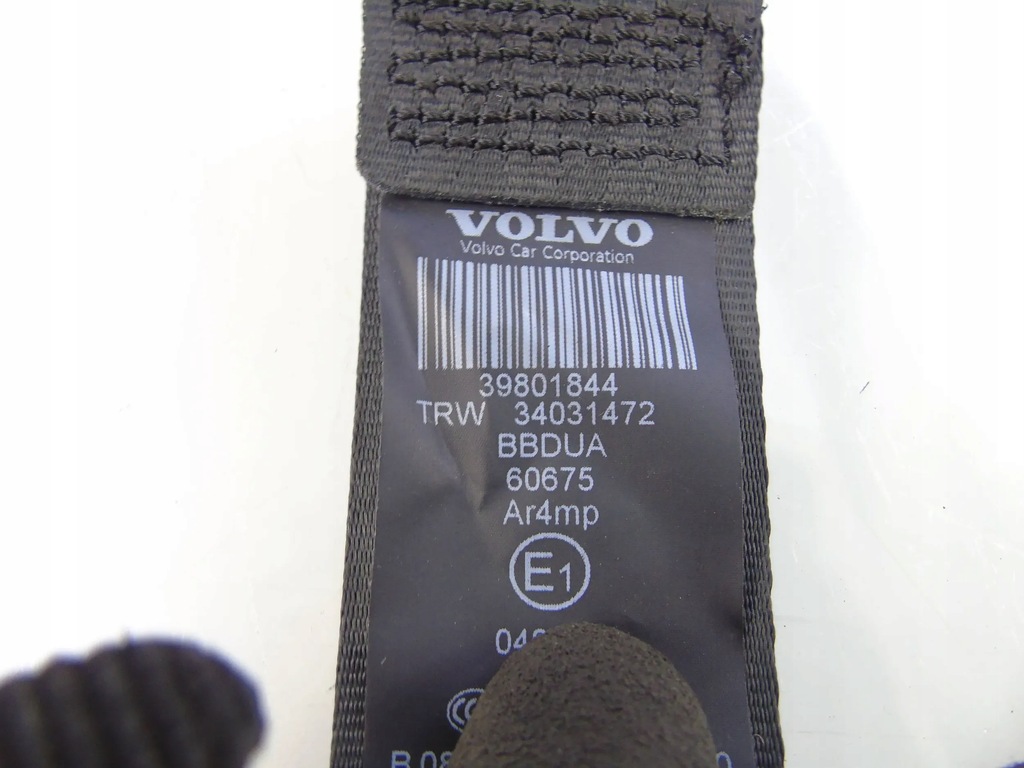 VOLVO
Volvo Car Corporation
39801844
TRW 34031472
BBDUA
60675
Ar4mp
E1